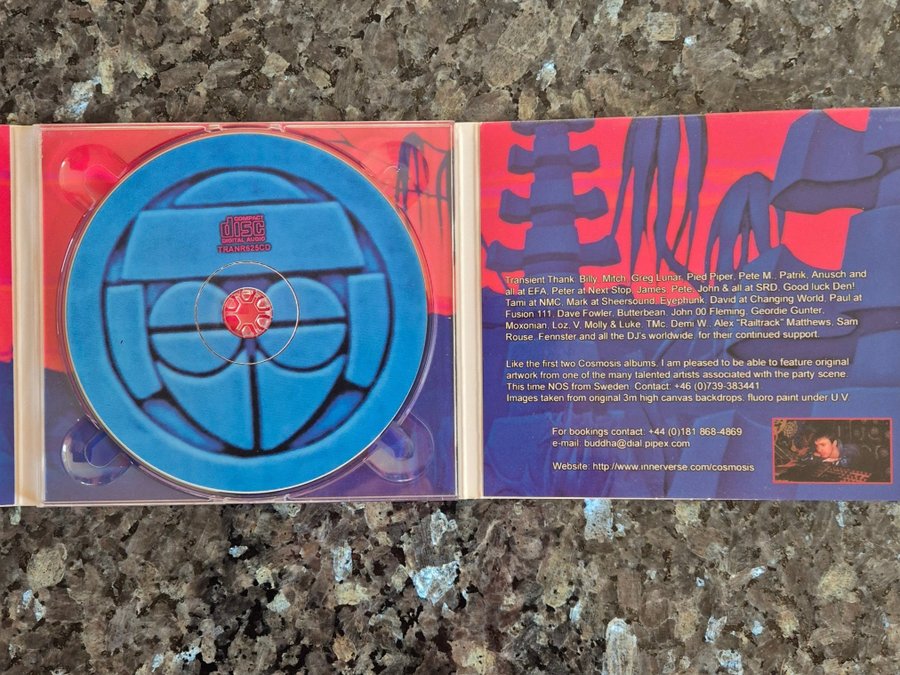 COMPACT
disc
DIGITAL AUDIO
TRANR625CD
Transient Thank: Billy, Mitch, Greg Lunar, Pied Piper, Pete M., Patrik, Anusch and
all at EFA, Peter at Next Stop, James, Pete, John & all at SRD. Good luck Den!
Tami at NMC, Mark at Sheersound, Eyephunk, David at Changing World, Paul at
Fusion 111, Dave Fowler, Butterbean, John 00 Fleming, Geordie Gunter,
Moxonian, Loz, V. Molly & Luke, TMc, Demi W., Alex "Railtrack" Matthews, Sam
Rouse, Fennster and all the DJ's worldwide, for their continued support.
Like the first two Cosmosis albums, I am pleased to be able to feature original
artwork from one of the many talented artists associated with the party scene.
This time NOS from Sweden. Contact: +46 (0)739-383441.
Images taken from original 3m high canvas backdrops, fluoro paint under U.V.
For bookings contact: +44 (0)181 868-4869
e-mail: buddha@dial.pipex.com
Website: http://www.innerverse.com/cosmosis